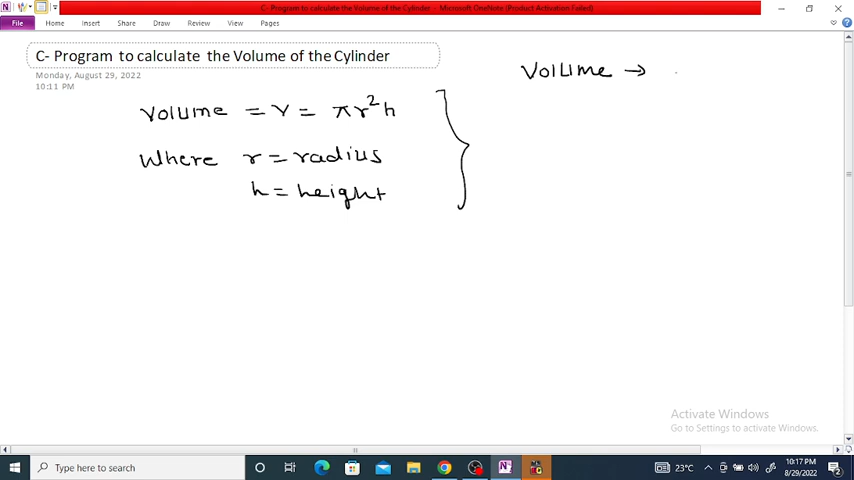 C- Program to calculate the Volume of the Cylinder - Microsoft OneNote (Product Activation Failed)
File Home Insert Share Draw Review View Pages
C- Program to calculate the Volume of the Cylinder
Monday, August 29, 2022
10:11 PM
Volume = V = πr²h
Where r = radius
h = height
Volume →
Activate Windows
Go to Settings to activate Windows.
Type here to search
23°C
10:17 PM
8/29/2022
2